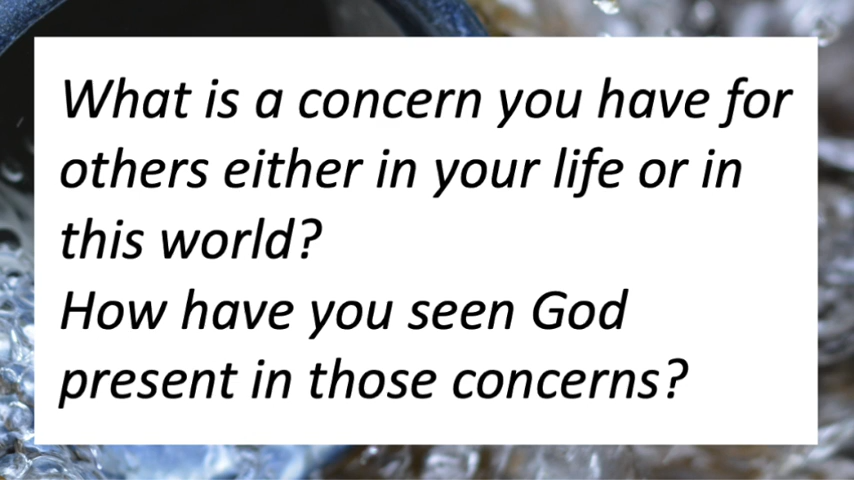 What is a concern you have for
others either in your life or in
this world?
How have you seen God
present in those concerns?